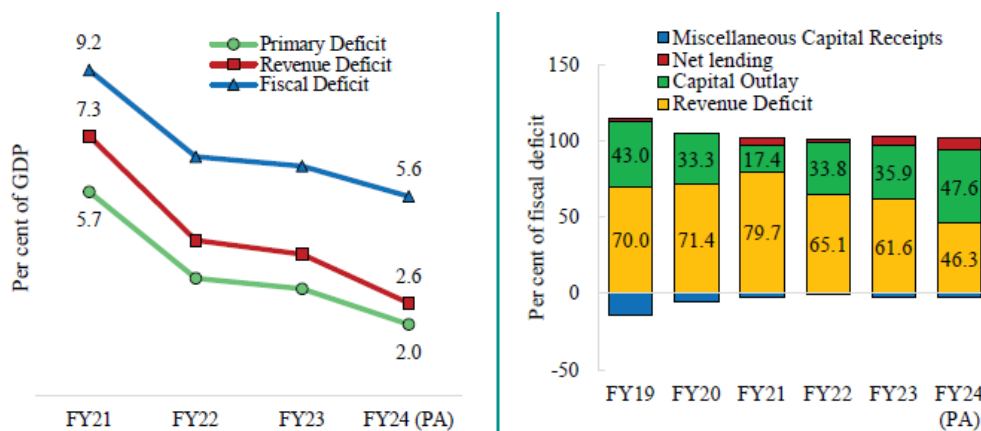 Per cent of GDP
9.2
7.3
5.7
Primary Deficit
Revenue Deficit
Fiscal Deficit
5.6
2.6
2.0
FY21 FY22 FY23 FY24 (PA)
Miscellaneous Capital Receipts
Net lending
Capital Outlay
Revenue Deficit
Per cent of fiscal deficit
150
100
50
0
-50
43.0 33.3 17.4 33.8 35.9 47.6
70.0 71.4 79.7 65.1 61.6 46.3
FY19 FY20 FY21 FY22 FY23 FY24
(PA)